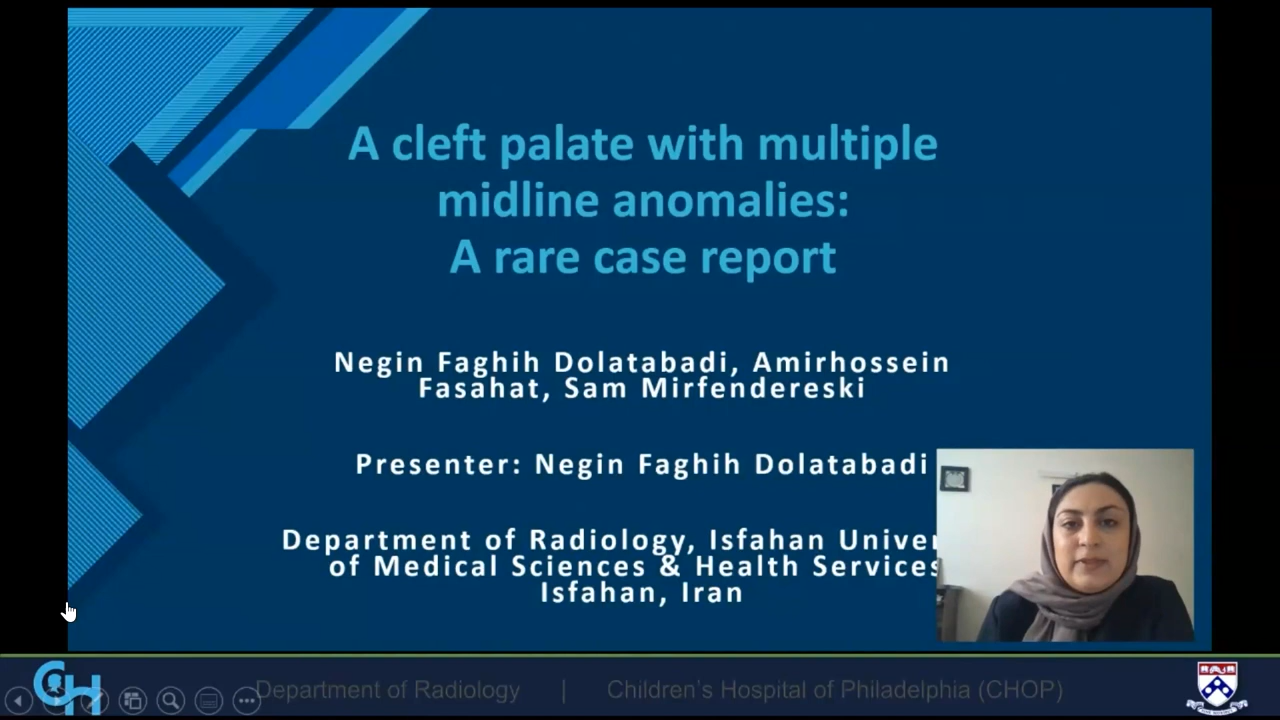 A cleft palate with multiple
midline anomalies:
A rare case report
Negin Faghih Dolatabadi, Amirhossein
Fasahat, Sam Mirfendereski
Presenter: Negin Faghih Dolatabadi
Department of Radiology, Isfahan Univer
of Medical Sciences & Health Services
Isfahan, Iran
CH
Department of Radiology | Children's Hospital of Philadelphia (CHOP)